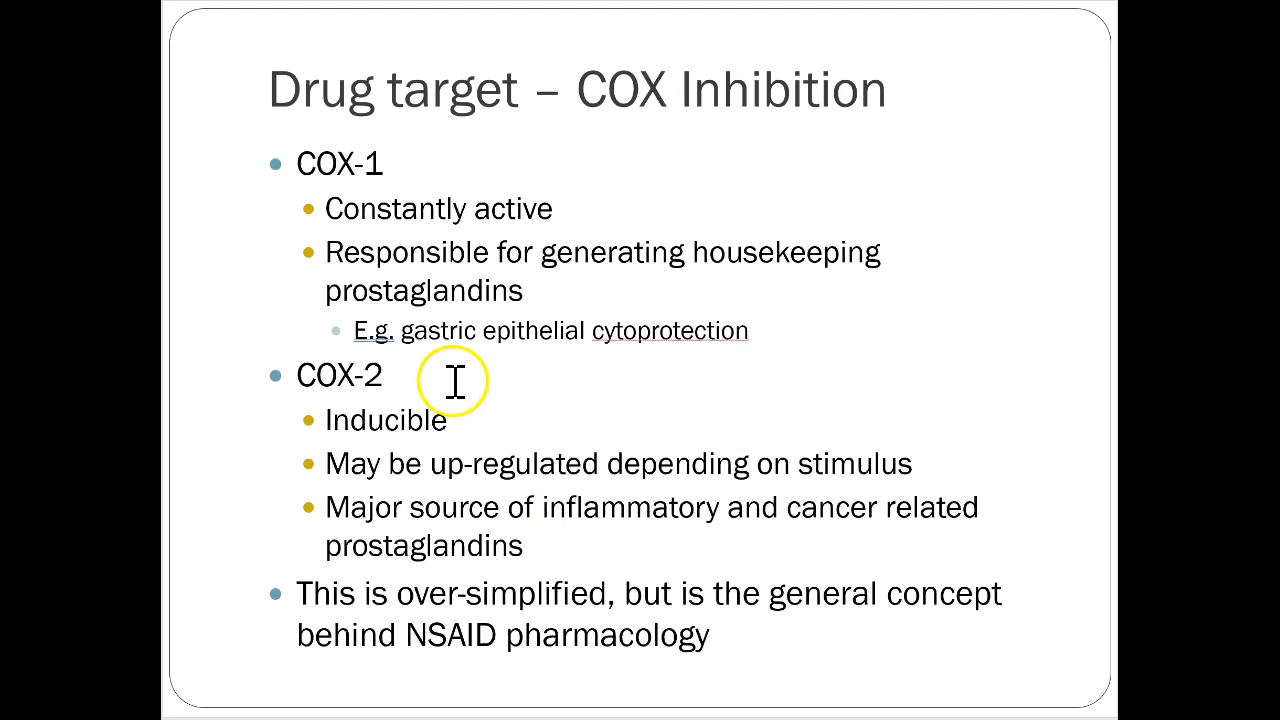 Drug target – COX Inhibition
COX-1
Constantly active
Responsible for generating housekeeping
prostaglandins
E.g. gastric epithelial cytoprotection
COX-2
Inducible
May be up-regulated depending on stimulus
Major source of inflammatory and cancer related
prostaglandins
This is over-simplified, but is the general concept
behind NSAID pharmacology